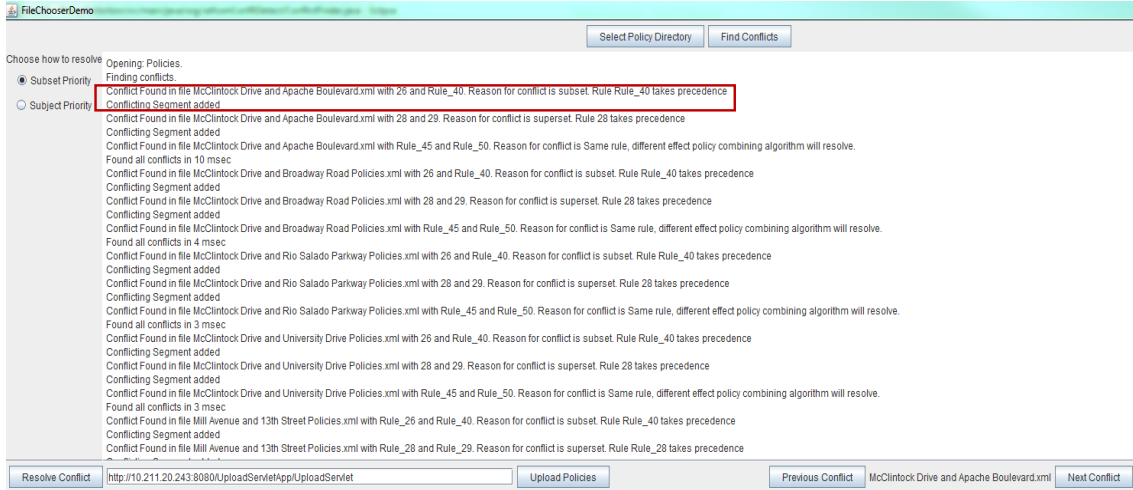 FileChooserDemo
Select Policy Directory Find Conflicts
Choose how to resolve
Subset Priority
Subject Priority
Opening: Policies.
Finding conflicts.
Conflict Found in file McClintock Drive and Apache Boulevard.xml with 26 and Rule_40. Reason for conflict is subset. Rule Rule_40 takes precedence
Conflicting Segment added
Conflict Found in file McClintock Drive and Apache Boulevard.xml with 28 and 29. Reason for conflict is superset. Rule 28 takes precedence
Conflicting Segment added
Conflict Found in file McClintock Drive and Apache Boulevard.xml with Rule_45 and Rule_50. Reason for conflict is Same rule, different effect policy combining algorithm will resolve.
Found all conflicts in 10 msec
Conflict Found in file McClintock Drive and Broadway Road Policies.xml with 26 and Rule_40. Reason for conflict is subset. Rule Rule_40 takes precedence
Conflicting Segment added
Conflict Found in file McClintock Drive and Broadway Road Policies.xml with 28 and 29. Reason for conflict is superset. Rule 28 takes precedence
Conflicting Segment added
Conflict Found in file McClintock Drive and Broadway Road Policies.xml with Rule_45 and Rule_50. Reason for conflict is Same rule, different effect policy combining algorithm will resolve.
Found all conflicts in 4 msec
Conflict Found in file McClintock Drive and Rio Salado Parkway Policies.xml with 26 and Rule_40. Reason for conflict is subset. Rule Rule_40 takes precedence
Conflicting Segment added
Conflict Found in file McClintock Drive and Rio Salado Parkway Policies.xml with 28 and 29. Reason for conflict is superset. Rule 28 takes precedence
Conflicting Segment added
Conflict Found in file McClintock Drive and Rio Salado Parkway Policies.xml with Rule_45 and Rule_50. Reason for conflict is Same rule, different effect policy combining algorithm will resolve.
Found all conflicts in 3 msec
Conflict Found in file McClintock Drive and University Drive Policies.xml with 26 and Rule_40. Reason for conflict is subset. Rule Rule_40 takes precedence
Conflicting Segment added
Conflict Found in file McClintock Drive and University Drive Policies.xml with 28 and 29. Reason for conflict is superset. Rule 28 takes precedence
Conflicting Segment added
Conflict Found in file McClintock Drive and University Drive Policies.xml with Rule_45 and Rule_50. Reason for conflict is Same rule, different effect policy combining algorithm will resolve.
Found all conflicts in 3 msec
Conflict Found in file Mill Avenue and 13th Street Policies.xml with Rule_26 and Rule_40. Reason for conflict is subset. Rule Rule_40 takes precedence
Conflicting Segment added
Conflict Found in file Mill Avenue and 13th Street Policies.xml with Rule_28 and Rule_29. Reason for conflict is superset. Rule Rule_28 takes precedence
Resolve Conflict http://10.211.20.243:8080/UploadServletApp/UploadServlet Upload Policies Previous Conflict McClintock Drive and Apache Boulevard.xml Next Conflict